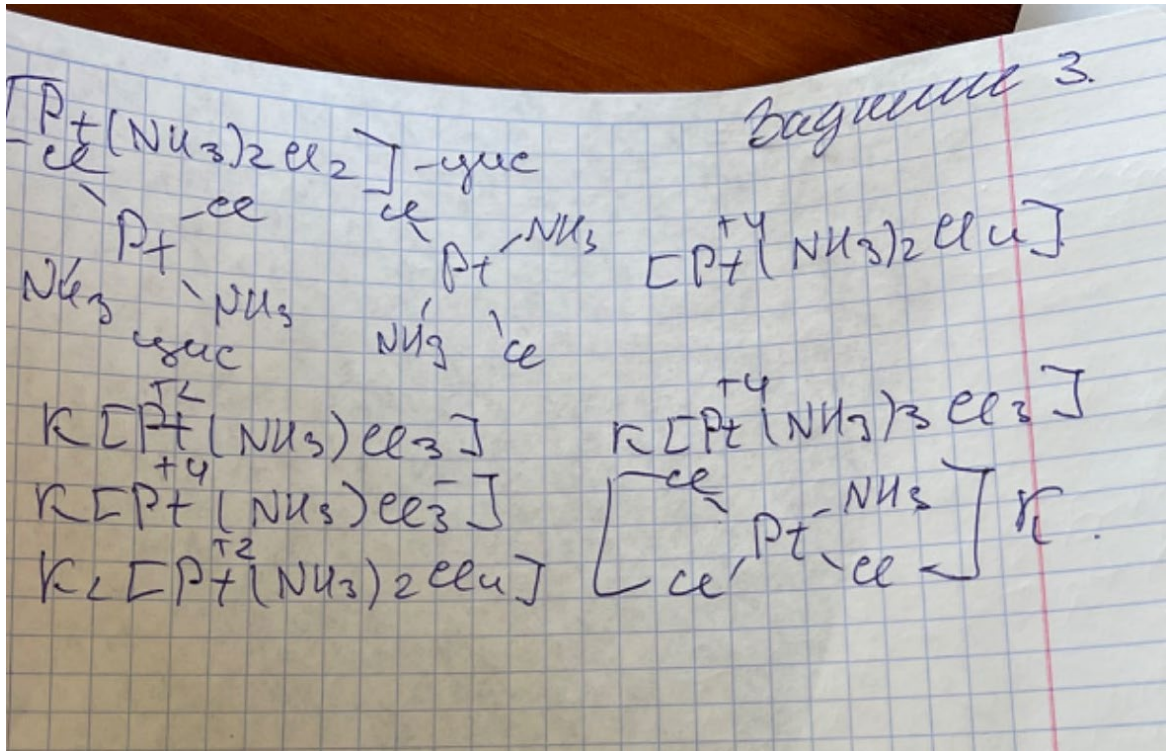 Задание 3.
[Pt(NH3)2Cl2] - цис
Cl Cl Cl NH3
Pt Pt
NH3 NH3 NH3 Cl
цис
[Pt+4(NH3)2Cl4]
K[Pt+2(NH3)Cl3]
K[Pt+4(NH3)3Cl3]
K[Pt+4(NH3)Cl3-]
K2[Pt+2(NH3)2Cl4]
[Cl NH3
Pt
Cl Cl] K.